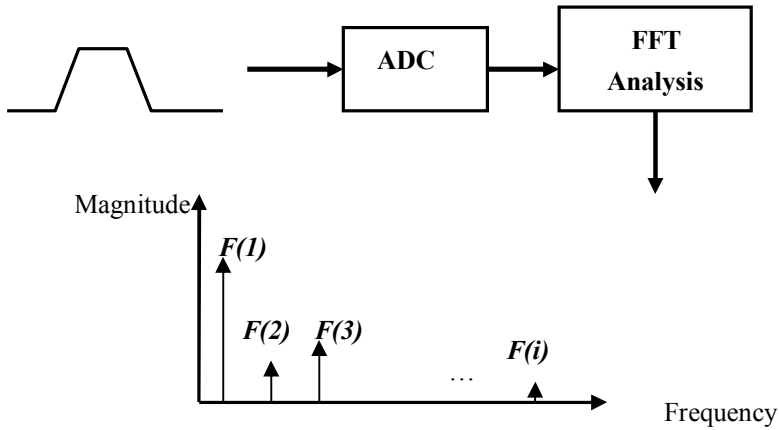 ADC
FFT
Analysis
Magnitude
F(1)
F(2)
F(3)
F(i)
…
Frequency